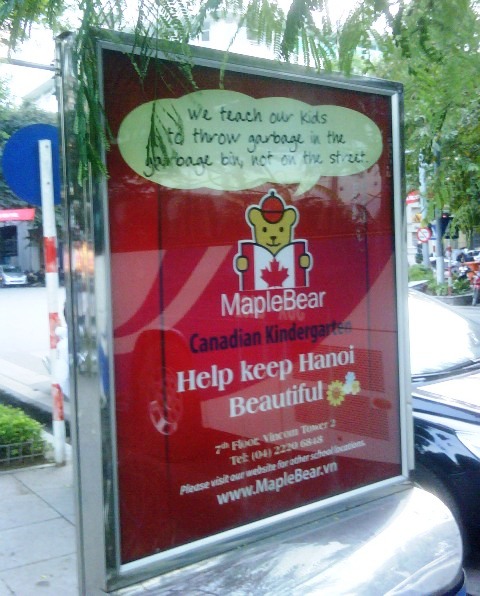 We teach our kids
to throw garbage in the
garbage bin, not on the street.
MapleBear
Canadian Kindergarten
Help keep Hanoi
Beautiful
7th Floor, Vincom Tower 2
Tel: (04) 2220 6848
Please visit our website for other school locations.
www.MapleBear.vn